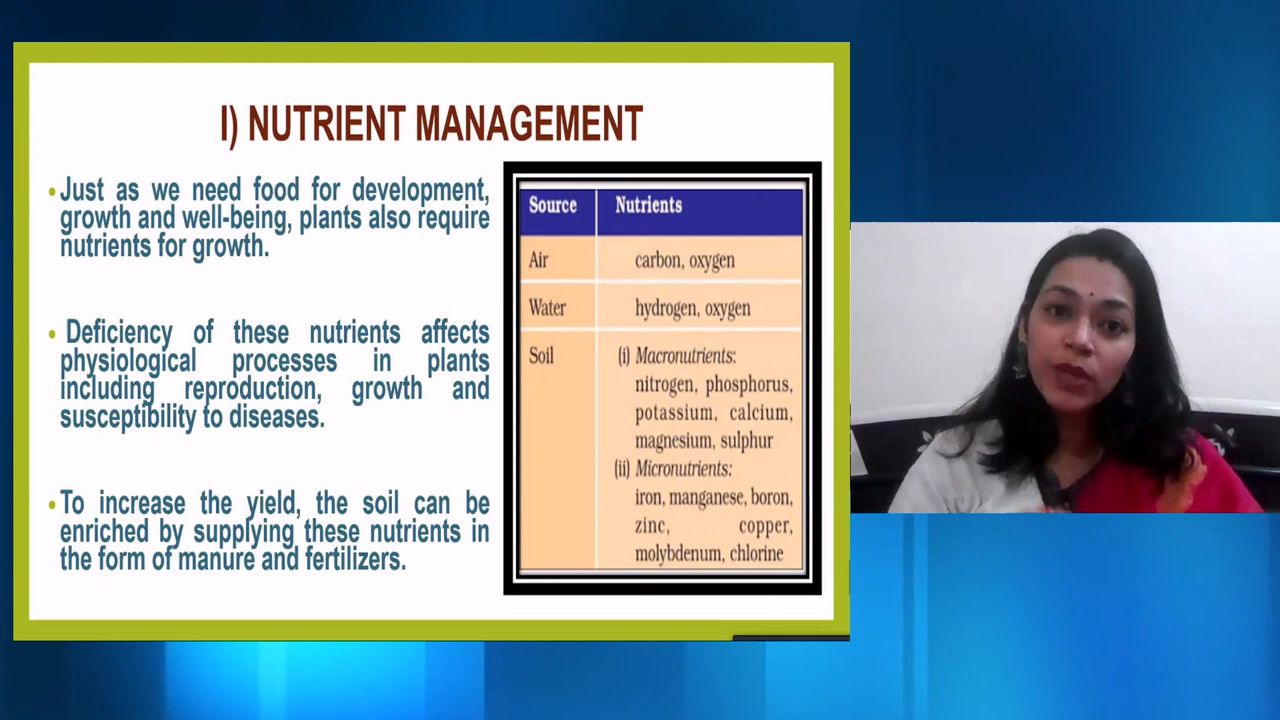 I) NUTRIENT MANAGEMENT
• Just as we need food for development,
growth and well-being, plants also require
nutrients for growth.
• Deficiency of these nutrients affects
physiological processes in plants
including reproduction, growth and
susceptibility to diseases.
• To increase the yield, the soil can be
enriched by supplying these nutrients in
the form of manure and fertilizers.
Source Nutrients
Air carbon, oxygen
Water hydrogen, oxygen
Soil (i) Macronutrients:
nitrogen, phosphorus,
potassium, calcium,
magnesium, sulphur
(ii) Micronutrients:
iron, manganese, boron,
zinc, copper,
molybdenum, chlorine